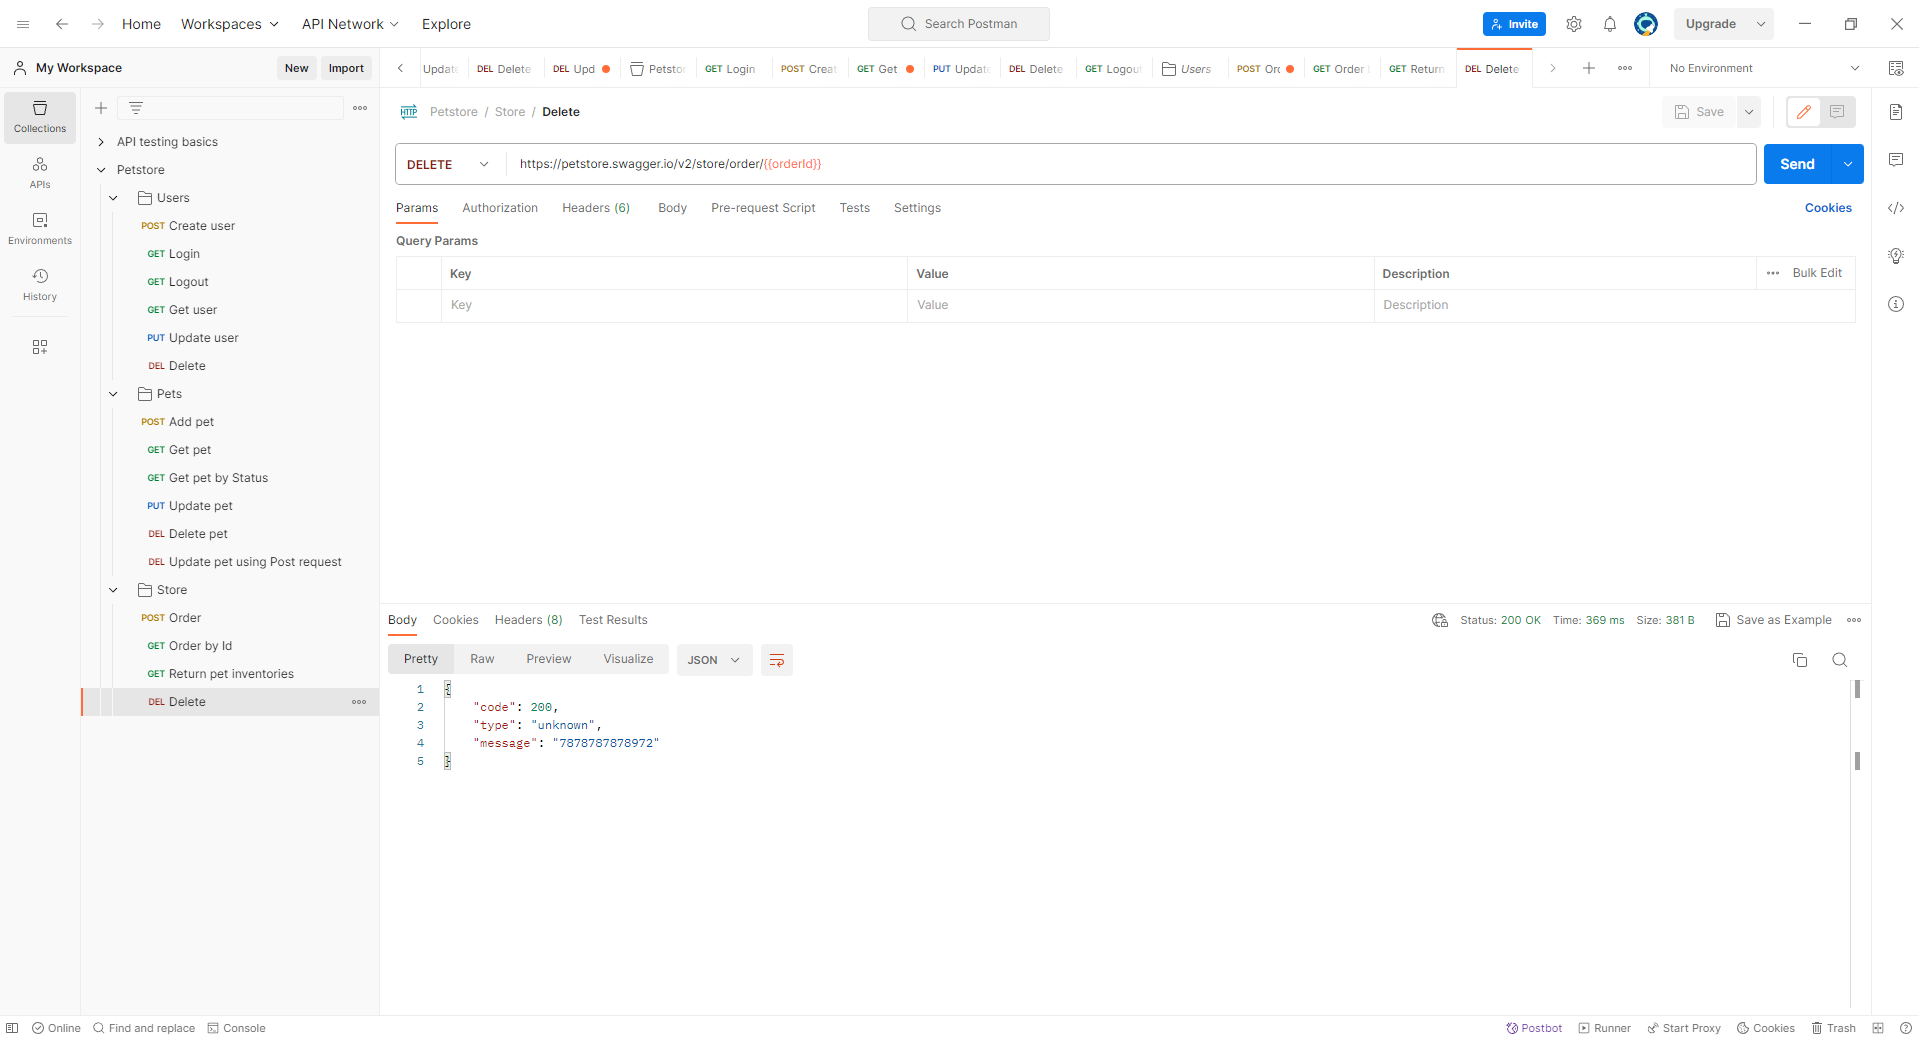 Home
Workspaces
API Network
Explore
Search Postman
Invite
Upgrade
My Workspace
New
Import
Update
DEL Delete
DEL Upd
Petstor
GET Login
POST Creat
GET Get
PUT Update
DEL Delete
GET Logout
Users
POST Orc
GET Order
GET Return
DEL Delete
No Environment
Collections
APIs
Environments
History
API testing basics
Petstore
Users
POST Create user
GET Login
GET Logout
GET Get user
PUT Update user
DEL Delete
Pets
POST Add pet
GET Get pet
GET Get pet by Status
PUT Update pet
DEL Delete pet
DEL Update pet using Post request
Store
POST Order
GET Order by Id
GET Return pet inventories
DEL Delete
HTTP Petstore / Store / Delete
Save
DELETE
https://petstore.swagger.io/v2/store/order/{{orderId}}
Send
Params
Authorization
Headers (6)
Body
Pre-request Script
Tests
Settings
Cookies
Query Params
Key
Value
Description
Bulk Edit
Key
Value
Description
Body
Cookies
Headers (8)
Test Results
Status: 200 OK
Time: 369 ms
Size: 381 B
Save as Example
Pretty
Raw
Preview
Visualize
JSON
1 {
2 "code": 200,
3 "type": "unknown",
4 "message": "7878787878972"
5 }
Online
Find and replace
Console
Postbot
Runner
Start Proxy
Cookies
Trash